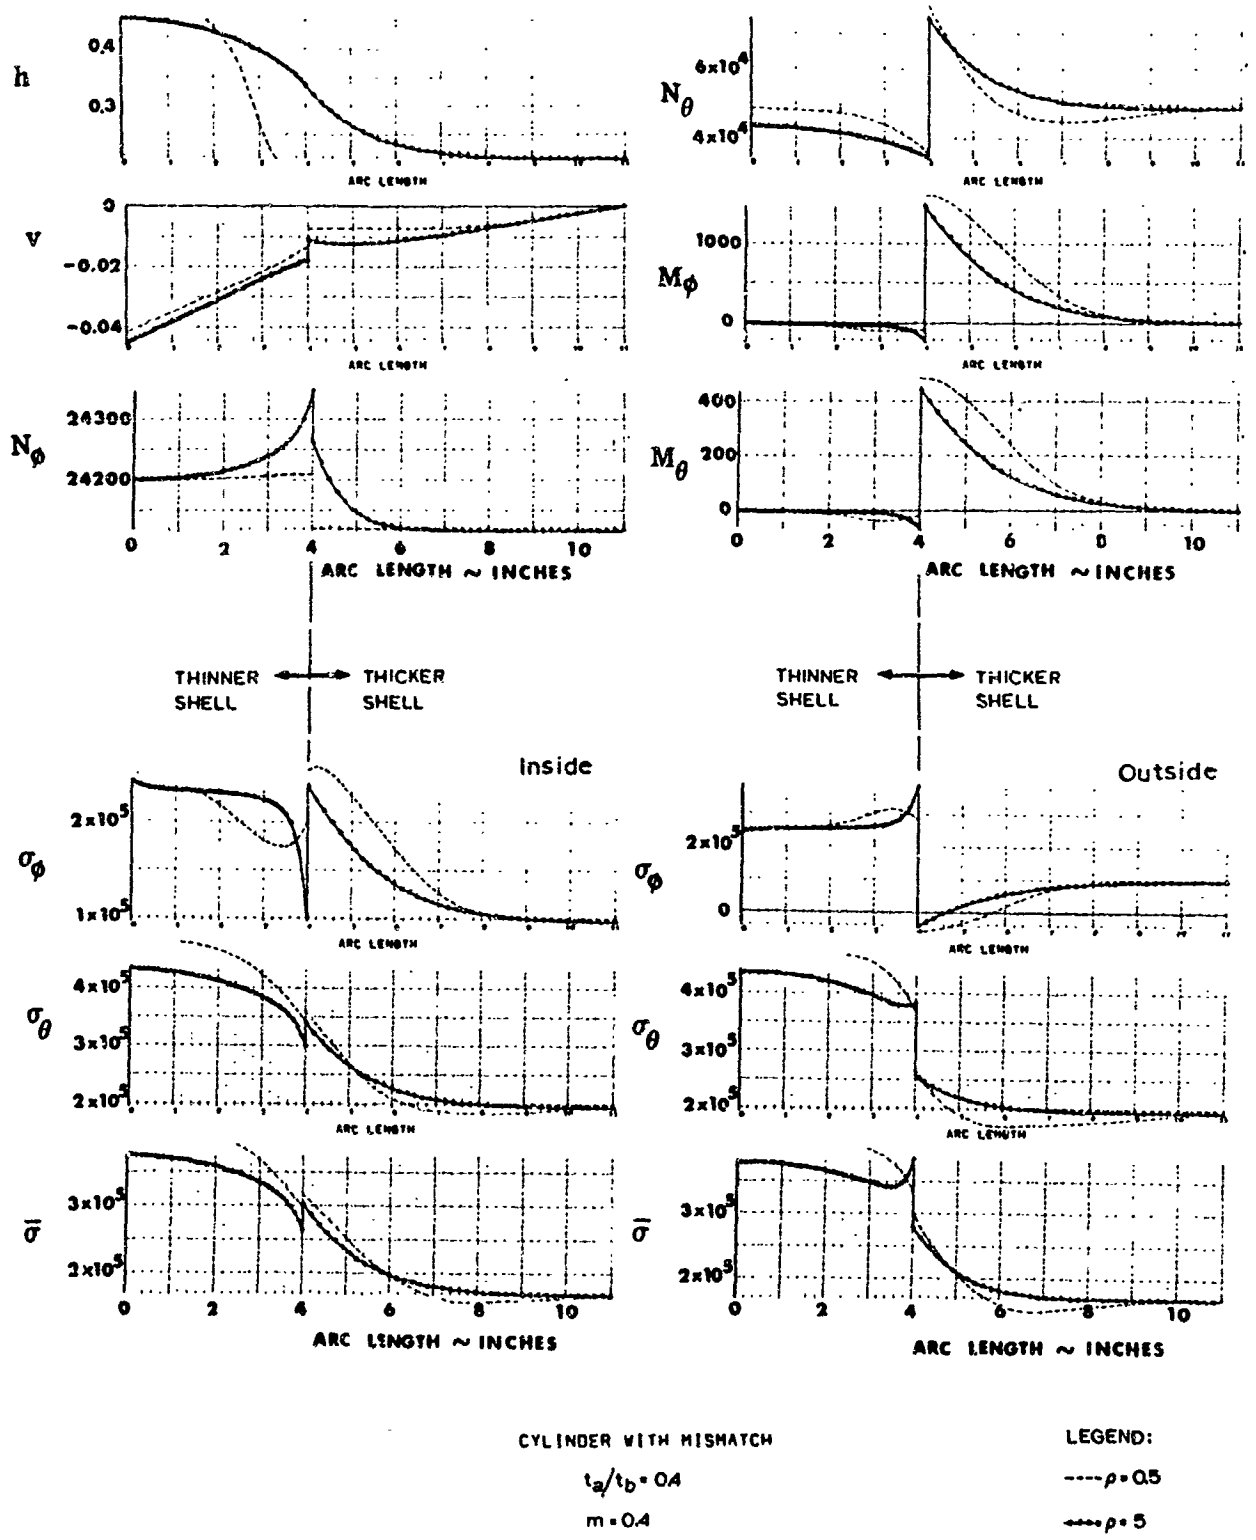 h
0.4
0.3
ARC LENGTH
N_θ
6×10⁴
4×10⁴
ARC LENGTH
v
0
-0.02
-0.04
ARC LENGTH
M_ϕ
1000
0
ARC LENGTH
N_ϕ
24300
24200
0 2 4 6 8 10
ARC LENGTH ~ INCHES
M_θ
400
200
0
0 2 4 6 8 10
ARC LENGTH ~ INCHES
THINNER SHELL
THICKER SHELL
THINNER SHELL
THICKER SHELL
Inside
σ_ϕ
2×10⁵
1×10⁵
ARC LENGTH
Outside
σ_ϕ
2×10⁵
0
ARC LENGTH
σ_θ
4×10⁵
3×10⁵
2×10⁵
ARC LENGTH
σ_θ
4×10⁵
3×10⁵
2×10⁵
ARC LENGTH
σ̄
3×10⁵
2×10⁵
0 2 4 6 8 10
ARC LENGTH ~ INCHES
σ̄
3×10⁵
2×10⁵
0 2 4 6 8 10
ARC LENGTH ~ INCHES
CYLINDER WITH MISMATCH
t_a/t_b = 0.4
m = 0.4
LEGEND:
---- ρ = 0.5
ρ = 5